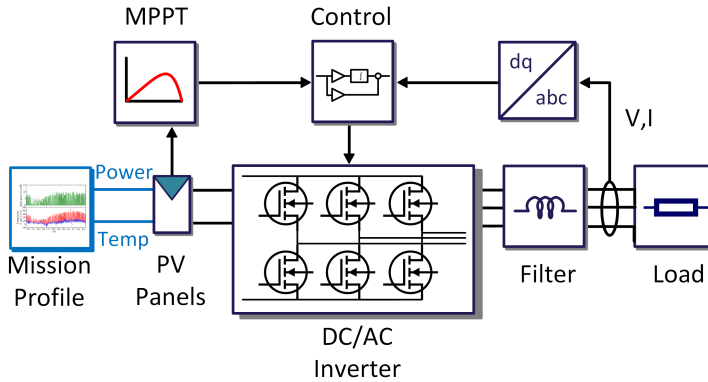 MPPT
Control
dq
abc
V,I
Power
Temp
Mission
Profile
PV
Panels
DC/AC
Inverter
Filter
Load